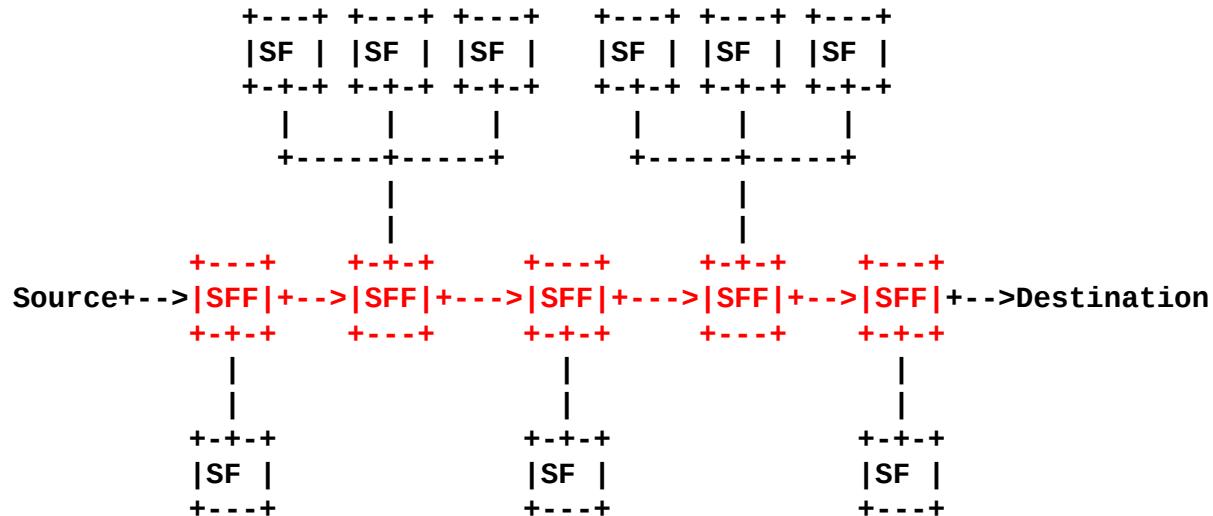 +---+ +---+ +---+   +---+ +---+ +---+
              |SF | |SF | |SF |   |SF | |SF | |SF |
              +-+-+ +-+-+ +-+-+   +-+-+ +-+-+ +-+-+
                |     |     |       |     |     |
                +-----+-----+       +-----+-----+
                      |                   |
                      |                   |
           +---+    +-+-+     +---+     +-+-+    +---+
Source+-->|SFF|+-->|SFF|+--->|SFF|+--->|SFF|+-->|SFF|+-->Destination
           +-+-+    +---+     +-+-+     +---+    +-+-+
             |                  |                  |
             |                  |                  |
           +-+-+              +-+-+              +-+-+
           |SF |              |SF |              |SF |
           +---+              +---+              +---+